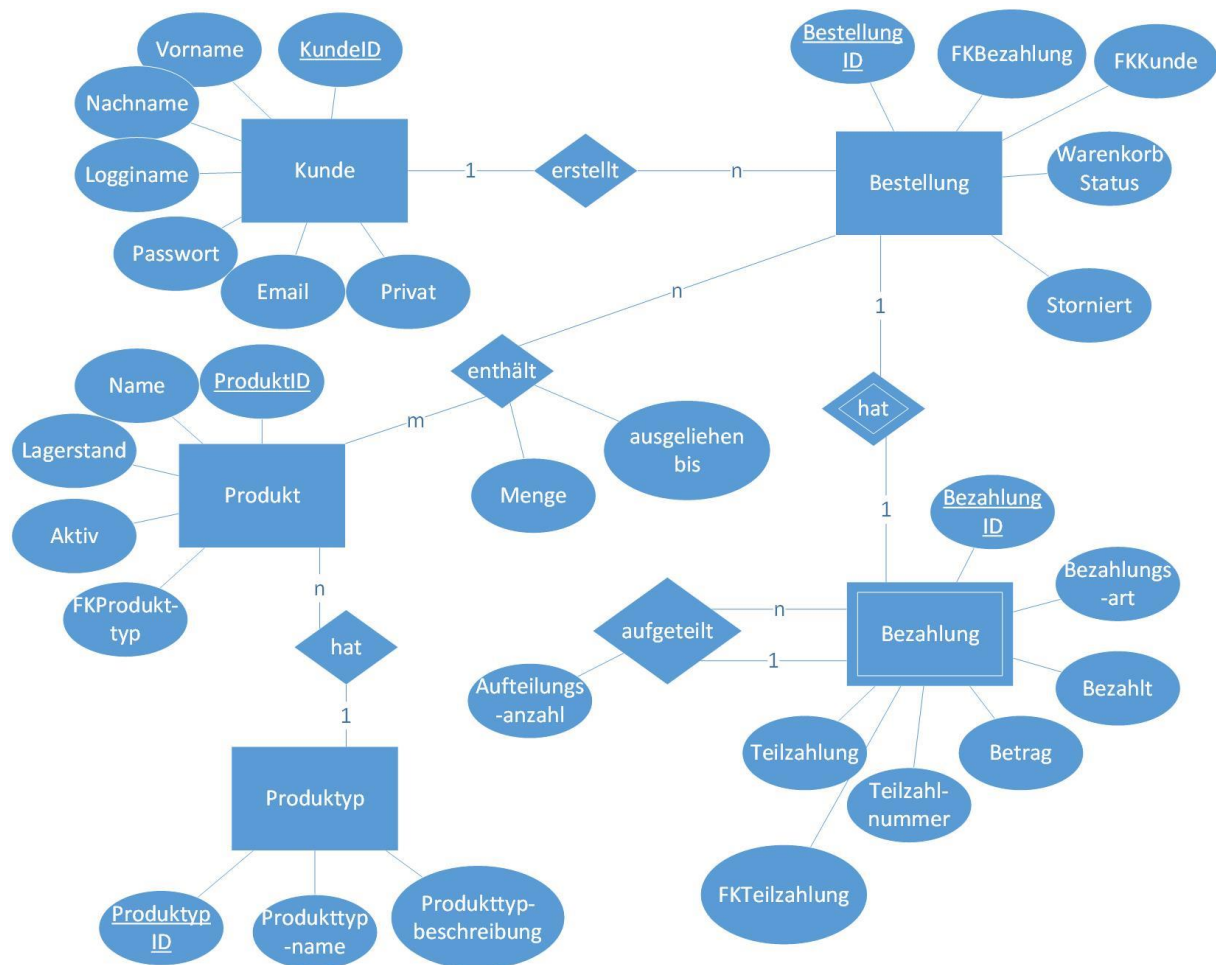 Vorname
KundeID
Nachname
Logginame
Kunde
Passwort
Email
Privat
1
erstellt
n
Bestellung
ID
FKBezahlung
FKKunde
Bestellung
Warenkorb
Status
Storniert
n
1
enthält
m
Menge
ausgeliehen
bis
hat
1
Name
ProduktID
Lagerstand
Produkt
Aktiv
FKProdukt-
typ
n
hat
1
Produktyp
Produktyp
ID
Produkttyp
-name
Produkttyp-
beschreibung
Bezahlung
ID
Bezahlungs
-art
Bezahlung
Bezahlt
Betrag
Teilzahl-
nummer
Teilzahlung
FKTeilzahlung
n
aufgeteilt
1
Aufteilungs
-anzahl